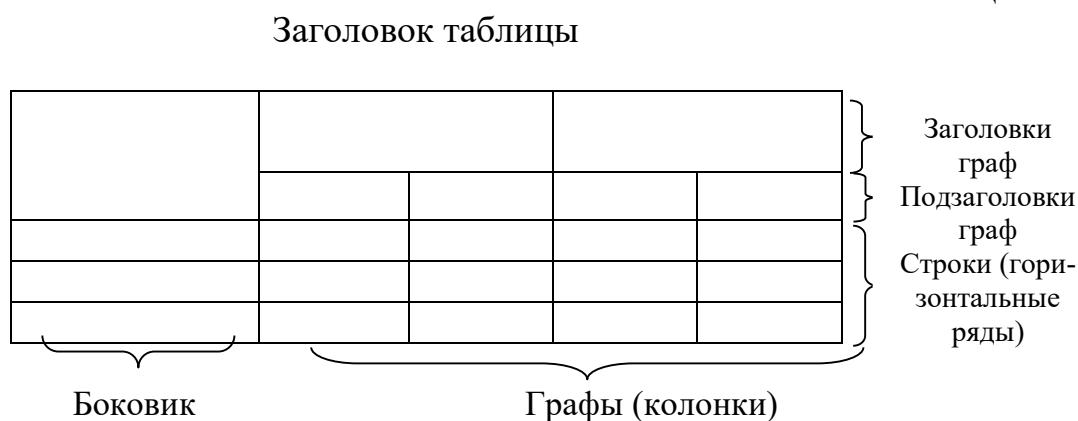 Заголовок таблицы
Заголовки
граф
Подзаголовки
граф
Строки (гори-
зонтальные
ряды)
Боковик
Графы (колонки)